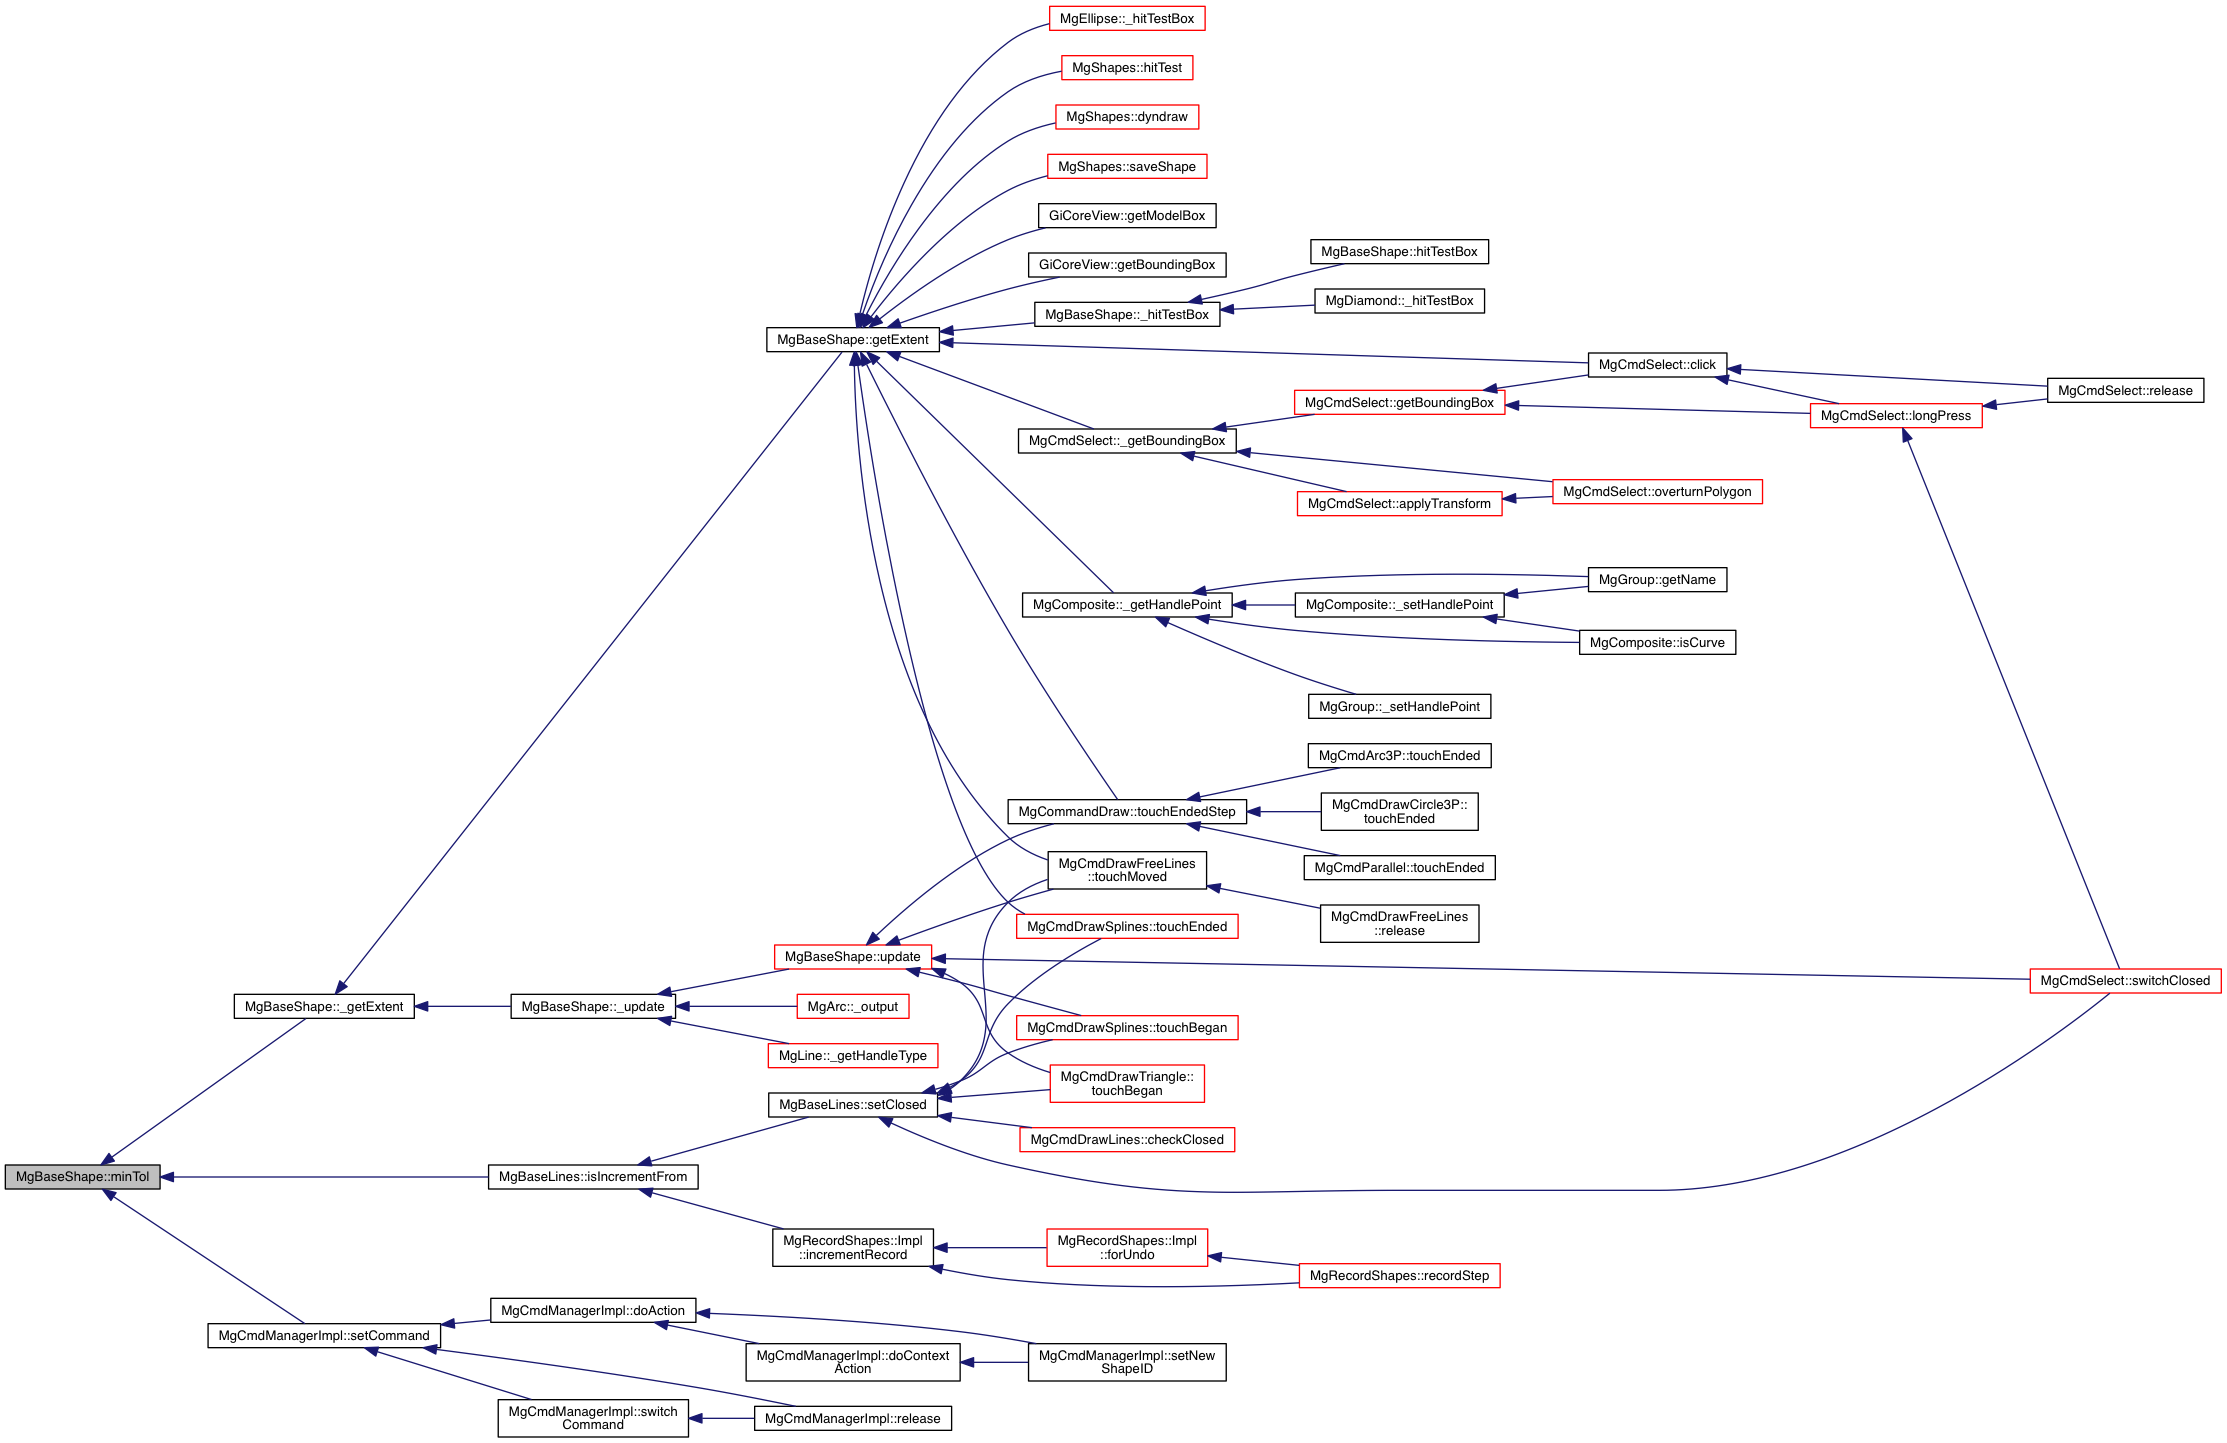 MgEllipse::_hitTestBox
MgShapes::hitTest
MgShapes::dyndraw
MgShapes::saveShape
GiCoreView::getModelBox
MgBaseShape::hitTestBox
GiCoreView::getBoundingBox
MgDiamond::_hitTestBox
MgBaseShape::_hitTestBox
MgBaseShape::getExtent
MgCmdSelect::click
MgCmdSelect::release
MgCmdSelect::getBoundingBox
MgCmdSelect::longPress
MgCmdSelect::_getBoundingBox
MgCmdSelect::overturnPolygon
MgCmdSelect::applyTransform
MgGroup::getName
MgComposite::_getHandlePoint
MgComposite::_setHandlePoint
MgComposite::isCurve
MgGroup::_setHandlePoint
MgCmdArc3P::touchEnded
MgCommandDraw::touchEndedStep
MgCmdDrawCircle3P::
touchEnded
MgCmdDrawFreeLines
::touchMoved
MgCmdParallel::touchEnded
MgCmdDrawFreeLines
::release
MgCmdDrawSplines::touchEnded
MgBaseShape::update
MgCmdSelect::switchClosed
MgBaseShape::_getExtent
MgBaseShape::_update
MgArc::_output
MgCmdDrawSplines::touchBegan
MgLine::_getHandleType
MgCmdDrawTriangle::
touchBegan
MgBaseLines::setClosed
MgCmdDrawLines::checkClosed
MgBaseShape::minTol
MgBaseLines::isIncrementFrom
MgRecordShapes::Impl
::incrementRecord
MgRecordShapes::Impl
::forUndo
MgRecordShapes::recordStep
MgCmdManagerImpl::doAction
MgCmdManagerImpl::setCommand
MgCmdManagerImpl::doContext
Action
MgCmdManagerImpl::setNew
ShapeID
MgCmdManagerImpl::switch
Command
MgCmdManagerImpl::release